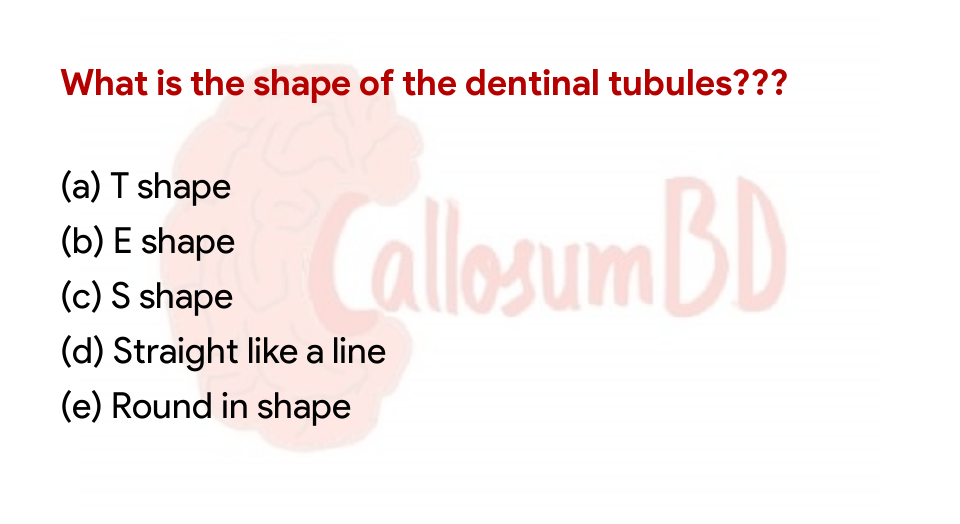 What is the shape of the dentinal tubules???
(a) T shape
(b) E shape
(c) S shape
(d) Straight like a line
(e) Round in shape
CallosumBD